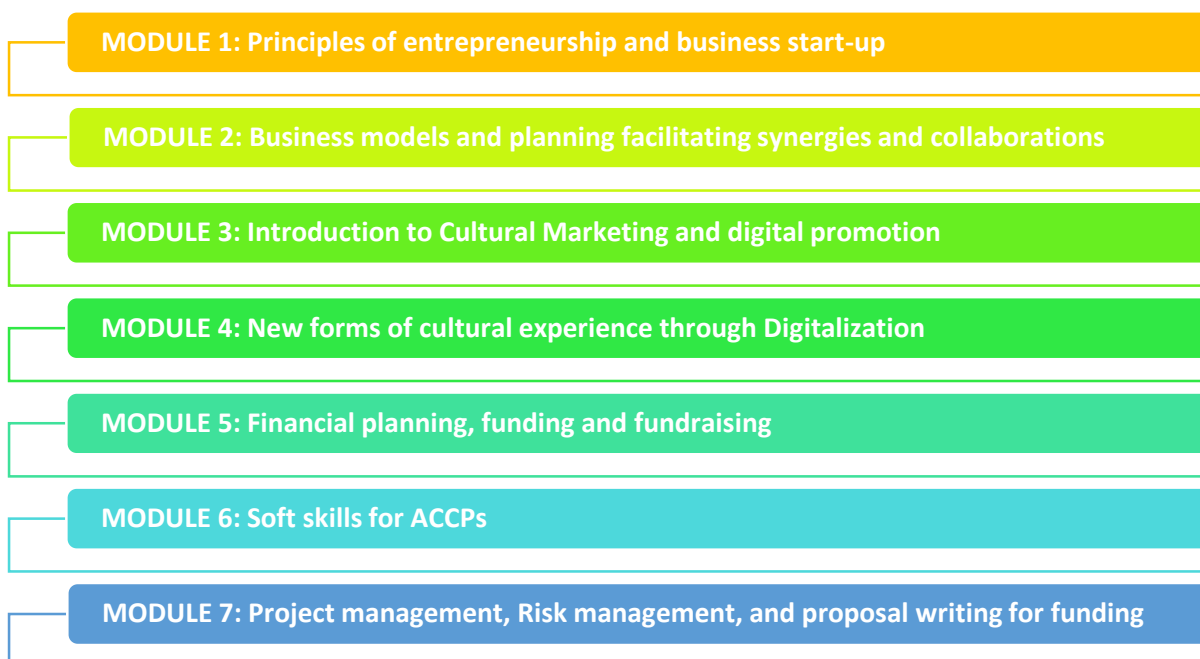 MODULE 1: Principles of entrepreneurship and business start-up
MODULE 2: Business models and planning facilitating synergies and collaborations
MODULE 3: Introduction to Cultural Marketing and digital promotion
MODULE 4: New forms of cultural experience through Digitalization
MODULE 5: Financial planning, funding and fundraising
MODULE 6: Soft skills for ACCPs
MODULE 7: Project management, Risk management, and proposal writing for funding